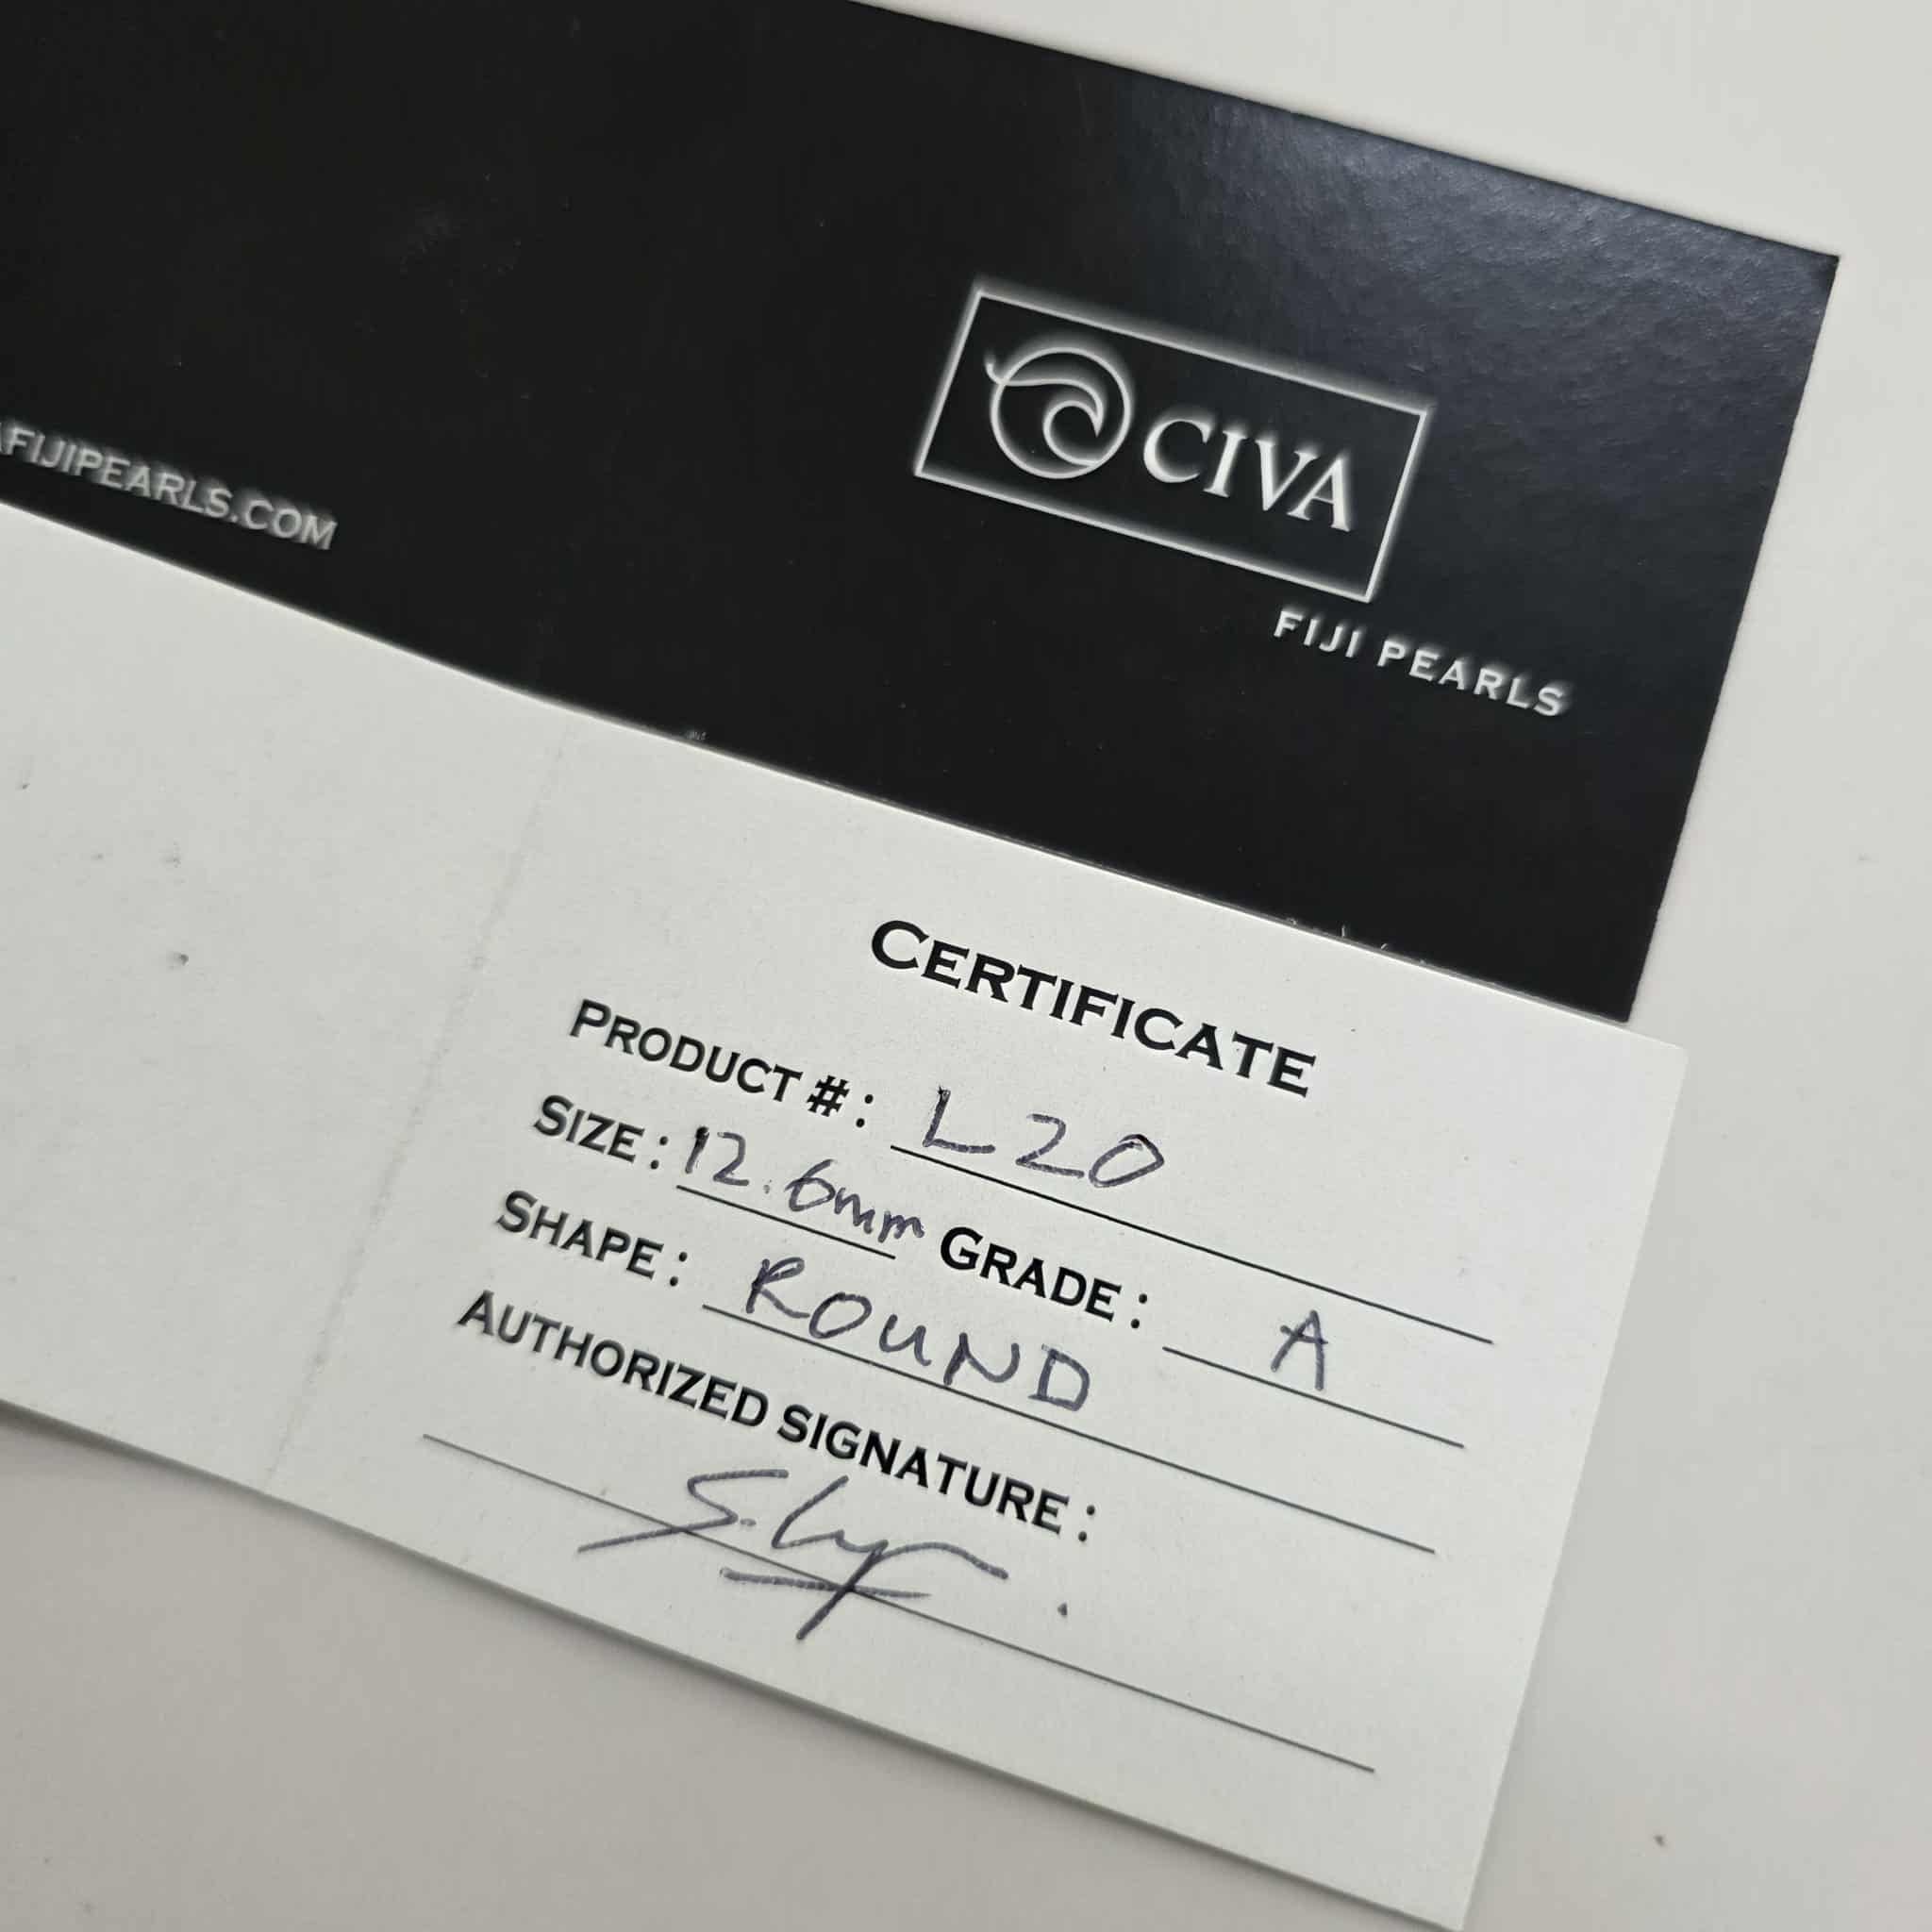 CIVA
FIJI PEARLS
AFIJIPEARLS.COM
CERTIFICATE
PRODUCT #: L20
SIZE: 12.6mm GRADE: A
SHAPE: ROUND
AUTHORIZED SIGNATURE: